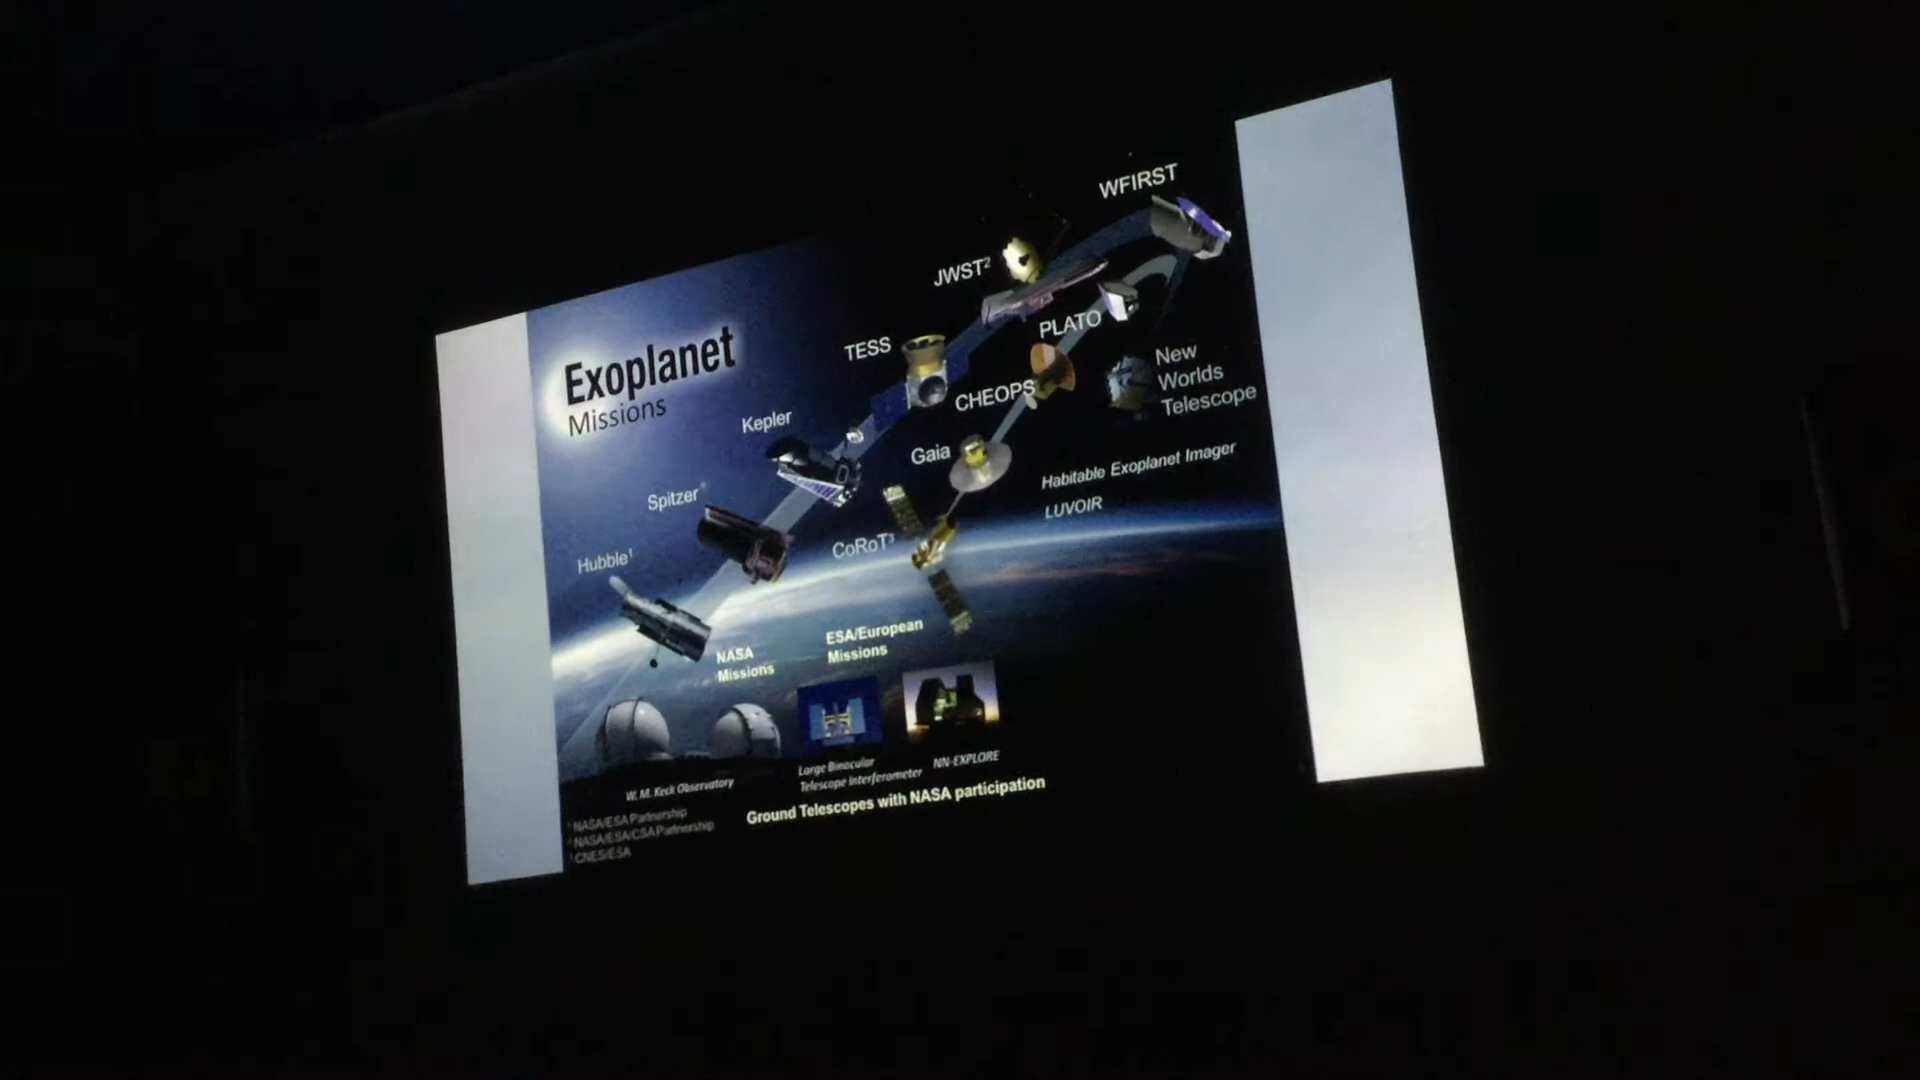 Exoplanet
Missions
WFIRST
JWST²
PLATO
TESS
New
Worlds
Telescope
CHEOPS
Kepler
Gaia
Habitable Exoplanet Imager
LUVOIR
Spitzer
CoRoT³
Hubble¹
NASA
Missions
ESA/European
Missions
W. M. Keck Observatory
Large Binocular
Telescope Interferometer
NN-EXPLORE
Ground Telescopes with NASA participation
¹ NASA/ESA Partnership
² NASA/ESA/CSA Partnership
³ CNES/ESA